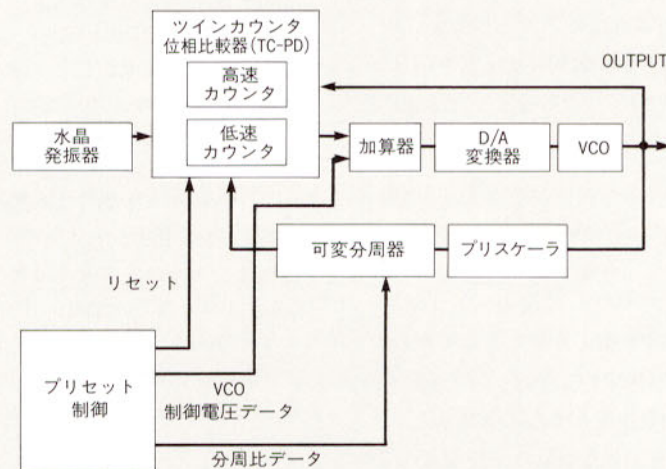 ツインカウンタ
位相比較器(TC-PD)
高速
カウンタ
低速
カウンタ
水晶
発振器
加算器
D/A
変換器
VCO
OUTPUT
可変分周器
プリスケーラ
リセット
プリセット
制御
VCO
制御電圧データ
分周比データ